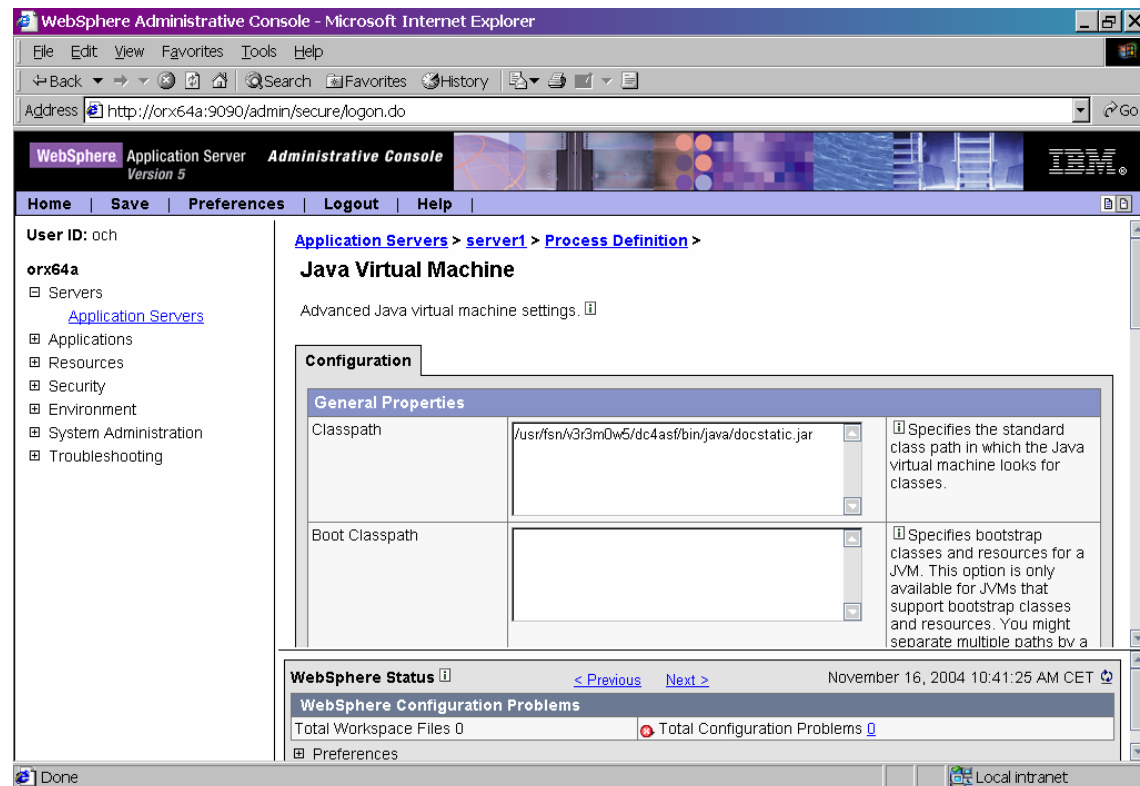 WebSphere Administrative Console - Microsoft Internet Explorer
File Edit View Favorites Tools Help
Back Search Favorites History
Address http://orx64a:9090/admin/secure/logon.do Go
WebSphere Application Server Administrative Console
Version 5
IBM
Home | Save | Preferences | Logout | Help |
User ID: och
orx64a
Servers
Application Servers
Applications
Resources
Security
Environment
System Administration
Troubleshooting
Application Servers > server1 > Process Definition >
Java Virtual Machine
Advanced Java virtual machine settings. i
Configuration
General Properties
Classpath
/usr/fsn/v3r3m0w5/dc4asf/bin/java/docstatic.jar
i Specifies the standard
class path in which the Java
virtual machine looks for
classes.
Boot Classpath
i Specifies bootstrap
classes and resources for a
JVM. This option is only
available for JVMs that
support bootstrap classes
and resources. You might
separate multiple paths by a
WebSphere Status i < Previous Next > November 16, 2004 10:41:25 AM CET
WebSphere Configuration Problems
Total Workspace Files 0 Total Configuration Problems 0
Preferences
Done Local intranet